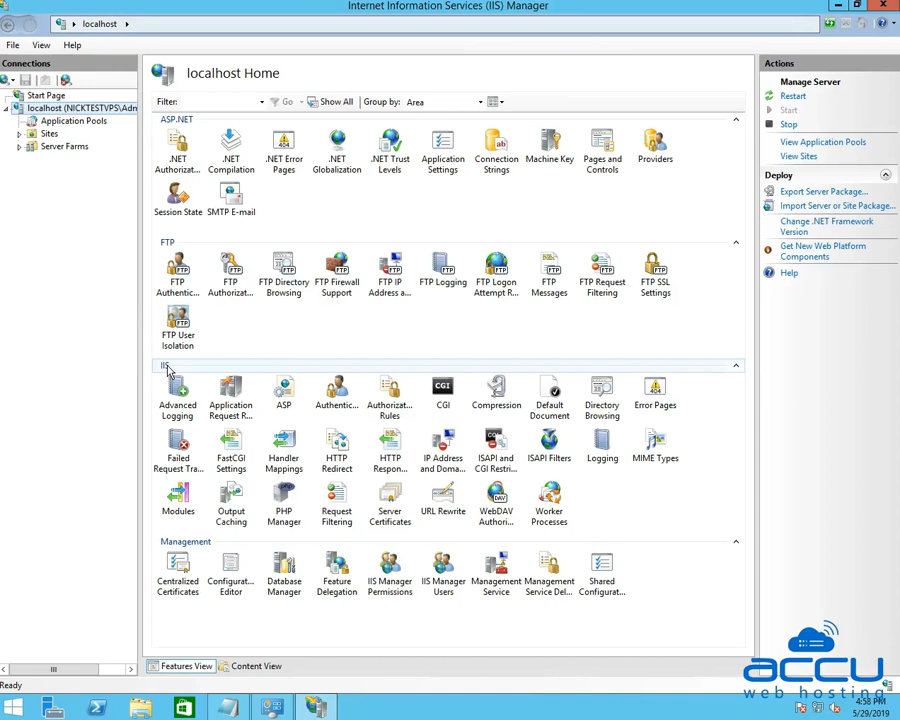 Internet Information Services (IIS) Manager
localhost
File View Help
Connections
Start Page
localhost (NICKTESTVPS\Adn
Application Pools
Sites
Server Farms
localhost Home
Filter: Go Show All Group by: Area
ASP.NET
.NET Authorizat...
.NET Compilation
.NET Error Pages
.NET Globalization
.NET Trust Levels
Application Settings
Connection Strings
Machine Key
Pages and Controls
Providers
Session State
SMTP E-mail
FTP
FTP Authentic...
FTP Authorizat...
FTP Directory Browsing
FTP Firewall Support
FTP IP Address a...
FTP Logging
FTP Logon Attempt R...
FTP Messages
FTP Request Filtering
FTP SSL Settings
FTP User Isolation
IIS
Advanced Logging
Application Request R...
ASP
Authentic...
Authorizat... Rules
CGI
Compression
Default Document
Directory Browsing
Error Pages
Failed Request Tra...
FastCGI Settings
Handler Mappings
HTTP Redirect
HTTP Respon...
IP Address and Doma...
ISAPI and CGI Restri...
ISAPI Filters
Logging
MIME Types
Modules
Output Caching
PHP Manager
Request Filtering
Server Certificates
URL Rewrite
WebDAV Authori...
Worker Processes
Management
Centralized Certificates
Configurat... Editor
Database Manager
Feature Delegation
IIS Manager Permissions
IIS Manager Users
Management Service
Management Service Del...
Shared Configurat...
Features View Content View
Ready
Actions
Manage Server
Restart
Start
Stop
View Application Pools
View Sites
Deploy
Export Server Package...
Import Server or Site Package...
Change .NET Framework
Version
Get New Web Platform
Components
Help
accu
web hosting
4:58 PM
5/29/2019